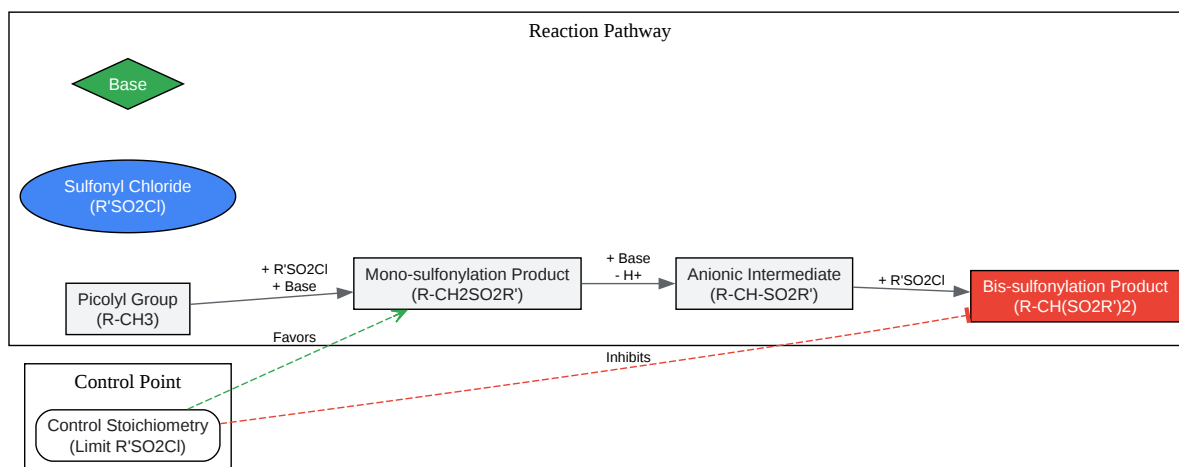 Reaction Pathway
Base
Sulfonyl Chloride
(R'SO2Cl)
Picolyl Group
(R-CH3)
+ R'SO2Cl
+ Base
Mono-sulfonylation Product
(R-CH2SO2R')
+ Base
- H+
Anionic Intermediate
(R-CH-SO2R')
+ R'SO2Cl
Bis-sulfonylation Product
(R-CH(SO2R')2)
Favors
Inhibits
Control Point
Control Stoichiometry
(Limit R'SO2Cl)